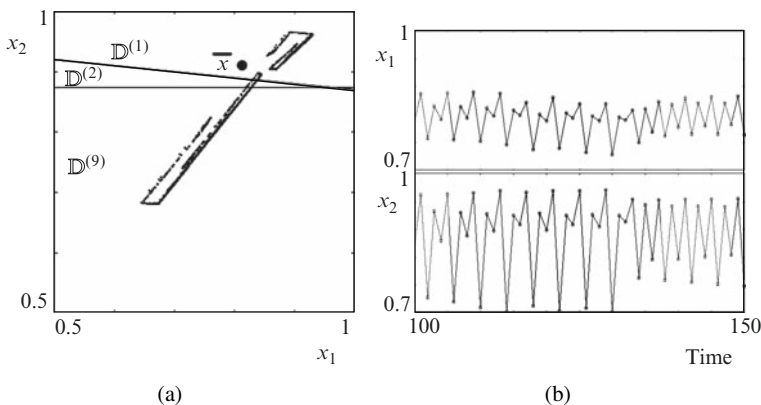 1
x₂
𝔻⁽¹⁾
x̄
𝔻⁽²⁾
𝔻⁽⁹⁾
0.5
0.5
1
x₁
(a)
1
x₁
0.7
1
x₂
0.7
100
150
Time
(b)